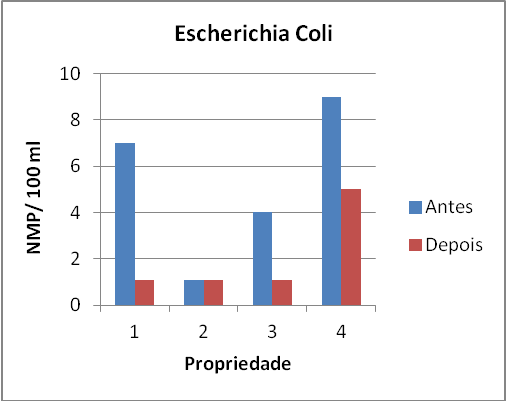 Escherichia Coli
10
8
6
4
2
0
NMP/ 100 ml
1 2 3 4
Propriedade
Antes
Depois